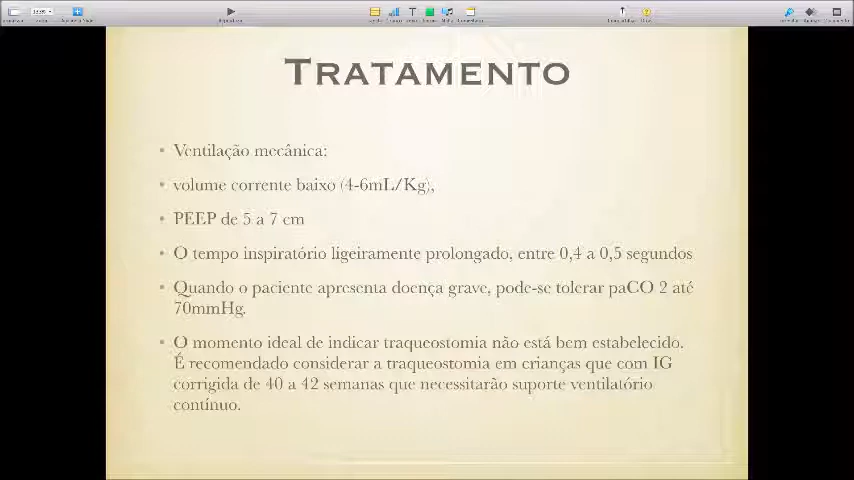 TRATAMENTO
Ventilação mecânica:
volume corrente baixo (4-6mL/Kg),
PEEP de 5 a 7 cm
O tempo inspiratório ligeiramente prolongado, entre 0,4 a 0,5 segundos
Quando o paciente apresenta doença grave, pode-se tolerar paCO 2 até
70mmHg.
O momento ideal de indicar traqueostomia não está bem estabelecido.
É recomendado considerar a traqueostomia em crianças que com IG
corrigida de 40 a 42 semanas que necessitarão suporte ventilatório
contínuo.